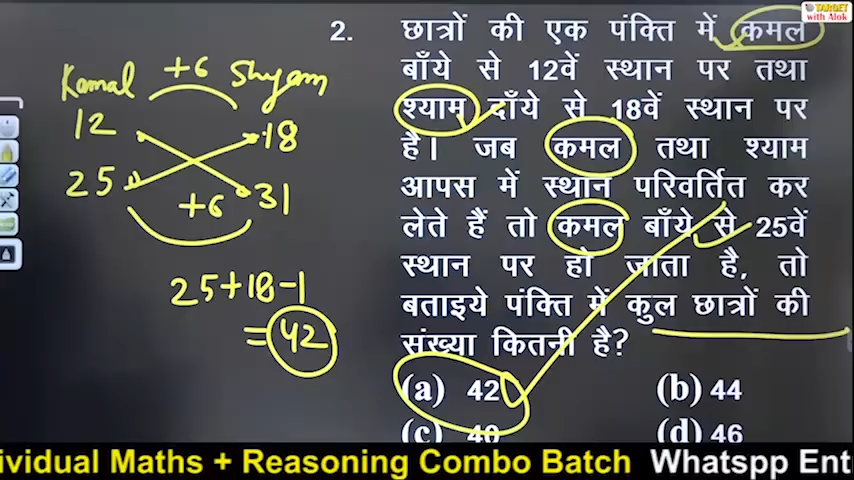 TARGET
with Alok
2. छात्रों की एक पंक्ति में कमल
बाँये से 12वें स्थान पर तथा
श्याम दाँये से 18वें स्थान पर
है। जब कमल तथा श्याम
आपस में स्थान परिवर्तित कर
लेते हैं तो कमल बाँये से 25वें
स्थान पर हो जाता है, तो
बताइये पंक्ति में कुल छात्रों की
संख्या कितनी है?
(a) 42 (b) 44
(c) 40 (d) 46
Kamal +6 Shyam
12 18
25 +6 31
25+18-1
=42
ividual Maths + Reasoning Combo Batch Whatspp Ent